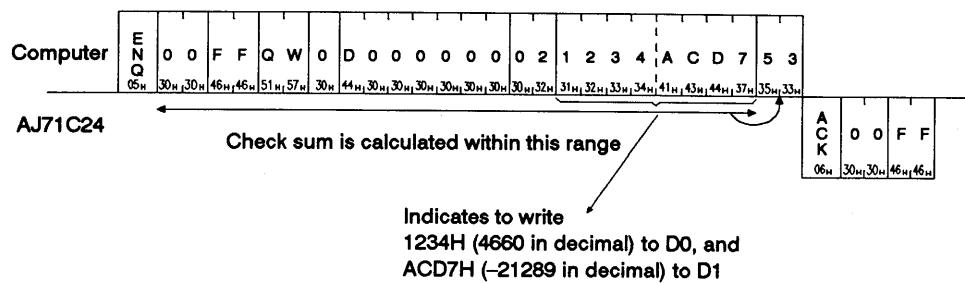 Computer ENQ 0 0 F F Q W 0 D 0 0 0 0 0 0 0 2 1 2 3 4 A C D 7 5 3
05H 30H 30H 46H 46H 51H 57H 30H 44H 30H 30H 30H 30H 30H 30H 30H 32H 31H 32H 33H 34H 41H 43H 44H 37H 35H 33H
AJ71C24 ACK 0 0 F F
06H 30H 30H 46H 46H
Check sum is calculated within this range
Indicates to write
1234H (4660 in decimal) to D0, and
ACD7H (–21289 in decimal) to D1